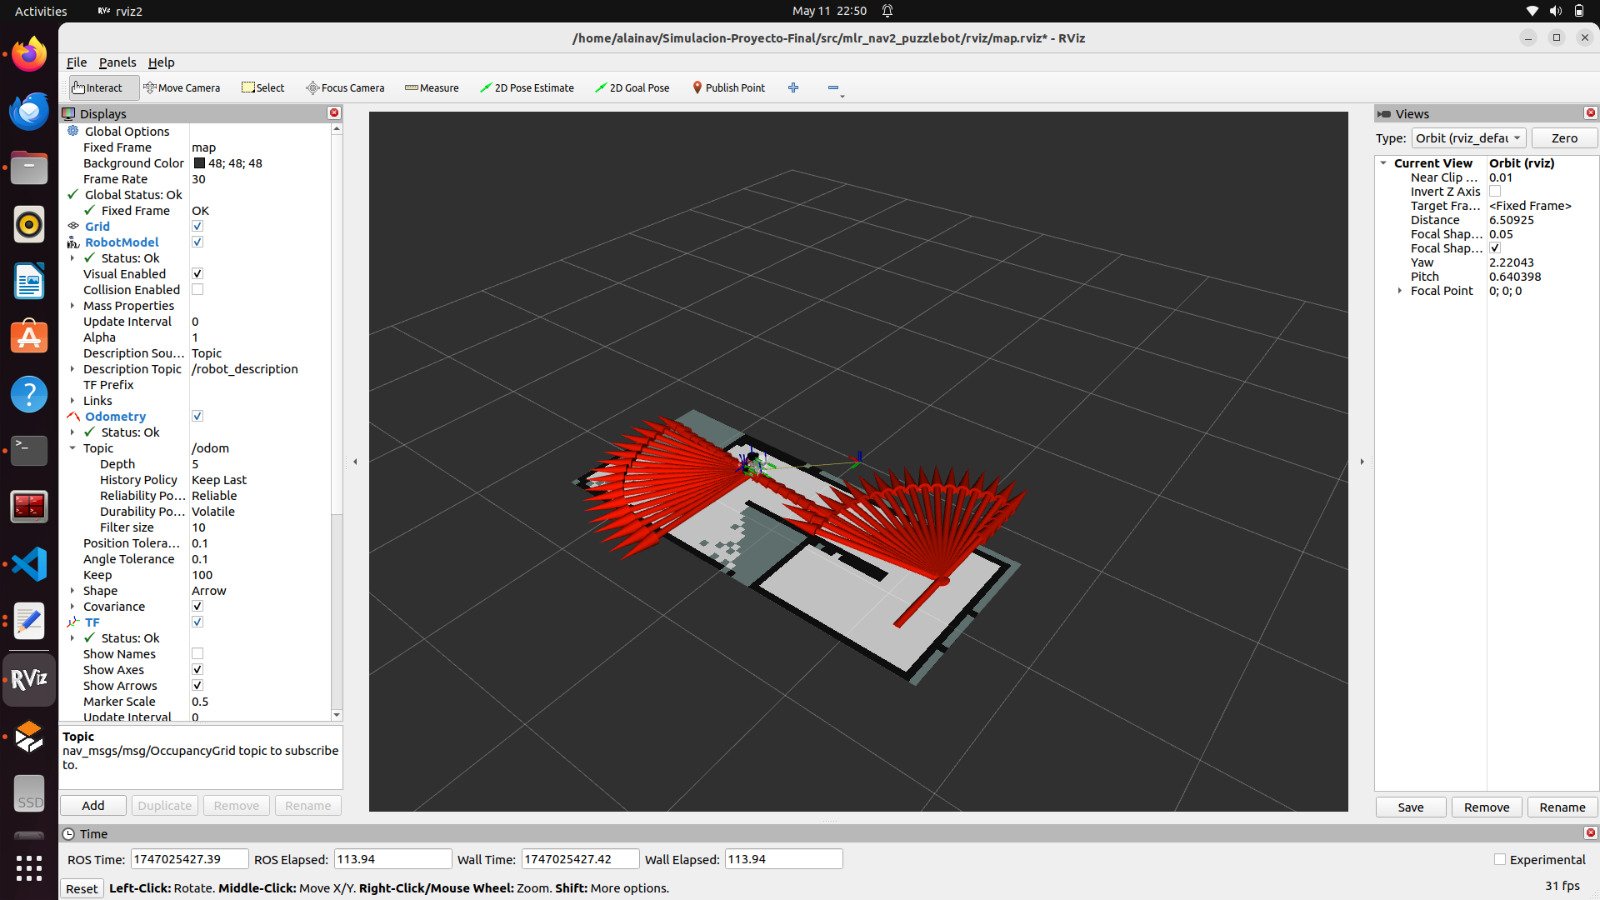 Activities
RViz rviz2
May 11 22:50
/home/alainav/Simulacion-Proyecto-Final/src/mlr_nav2_puzzlebot/rviz/map.rviz* - RViz
File Panels Help
Interact Move Camera Select Focus Camera Measure 2D Pose Estimate 2D Goal Pose Publish Point
Displays
Global Options
Fixed Frame map
Background Color 48; 48; 48
Frame Rate 30
Global Status: Ok
Fixed Frame OK
Grid
RobotModel
Status: Ok
Visual Enabled
Collision Enabled
Mass Properties
Update Interval 0
Alpha 1
Description Sou... Topic
Description Topic /robot_description
TF Prefix
Links
Odometry
Status: Ok
Topic /odom
Depth 5
History Policy Keep Last
Reliability Po... Reliable
Durability Po... Volatile
Filter size 10
Position Tolera... 0.1
Angle Tolerance 0.1
Keep 100
Shape Arrow
Covariance
TF
Status: Ok
Show Names
Show Axes
Show Arrows
Marker Scale 0.5
Update Interval 0
Topic
nav_msgs/msg/OccupancyGrid topic to subscribe
to.
Add Duplicate Remove Rename
Views
Type: Orbit (rviz_defau Zero
Current View Orbit (rviz)
Near Clip ... 0.01
Invert Z Axis
Target Fra... <Fixed Frame>
Distance 6.50925
Focal Shap... 0.05
Focal Shap...
Yaw 2.22043
Pitch 0.640398
Focal Point 0; 0; 0
Save Remove Rename
RViz
SSD
Time
ROS Time: 1747025427.39 ROS Elapsed: 113.94 Wall Time: 1747025427.42 Wall Elapsed: 113.94 Experimental
Reset Left-Click: Rotate. Middle-Click: Move X/Y. Right-Click/Mouse Wheel: Zoom. Shift: More options. 31 fps